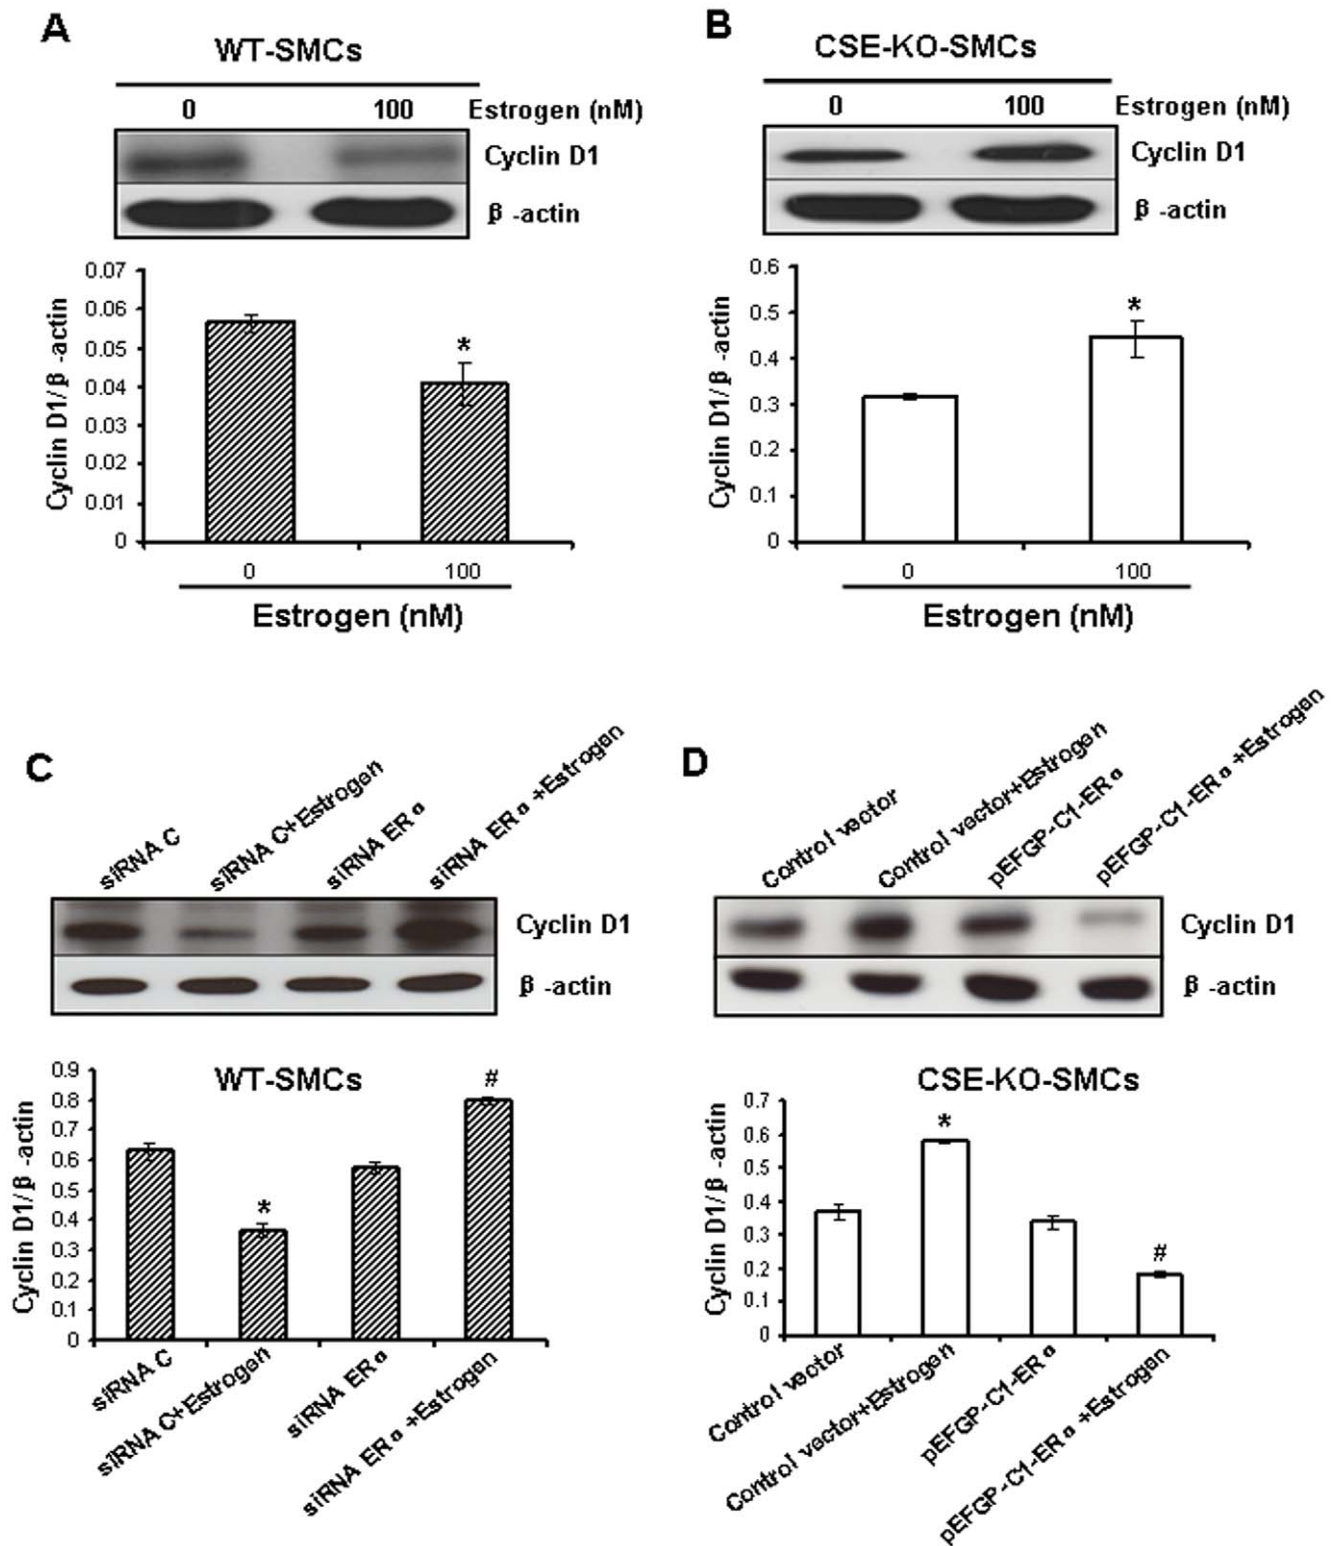 A
WT-SMCs
0 100 Estrogen (nM)
Cyclin D1
β -actin
0.07
0.06
0.05
0.04
0.03
0.02
0.01
0
Cyclin D1/β -actin
*
0 100
Estrogen (nM)
B
CSE-KO-SMCs
0 100 Estrogen (nM)
Cyclin D1
β -actin
0.6
0.5
0.4
0.3
0.2
0.1
0
Cyclin D1/β -actin
*
0 100
Estrogen (nM)
C
siRNA C
siRNA C+Estrogen
siRNA ERα
siRNA ERα +Estrogen
Cyclin D1
β -actin
WT-SMCs
0.9
0.8
0.7
0.6
0.5
0.4
0.3
0.2
0.1
0
Cyclin D1/β -actin
*
#
siRNA C
siRNA C+Estrogen
siRNA ERα
siRNA ERα +Estrogen
D
Control vector
Control vector+Estrogen
pEFGP-C1-ERα
pEFGP-C1-ERα +Estrogen
Cyclin D1
β -actin
CSE-KO-SMCs
0.7
0.6
0.5
0.4
0.3
0.2
0.1
0
Cyclin D1/β -actin
*
#
Control vector
Control vector+Estrogen
pEFGP-C1-ERα
pEFGP-C1-ERα +Estrogen